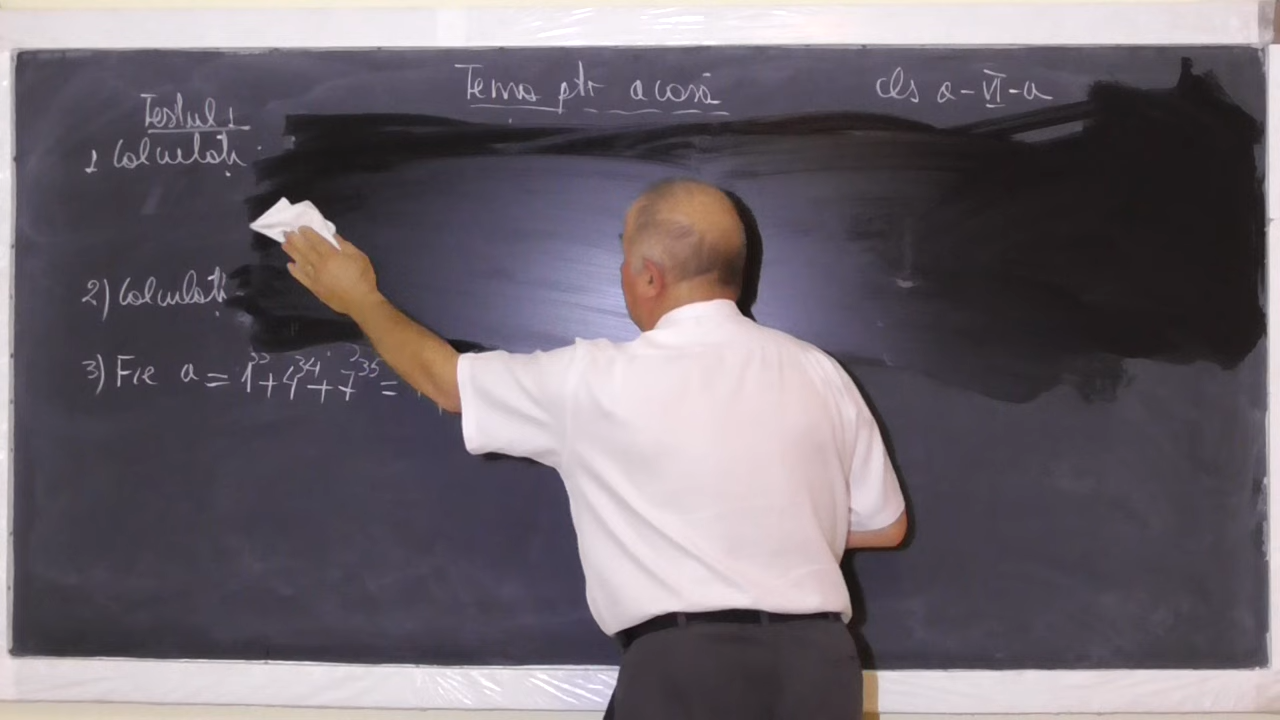 Tema ptr acasă
cls a-VI-a
Testul 1
1 Calculați
2) Calculați
3) Fie a = 1³³+4³⁴+7³⁵=